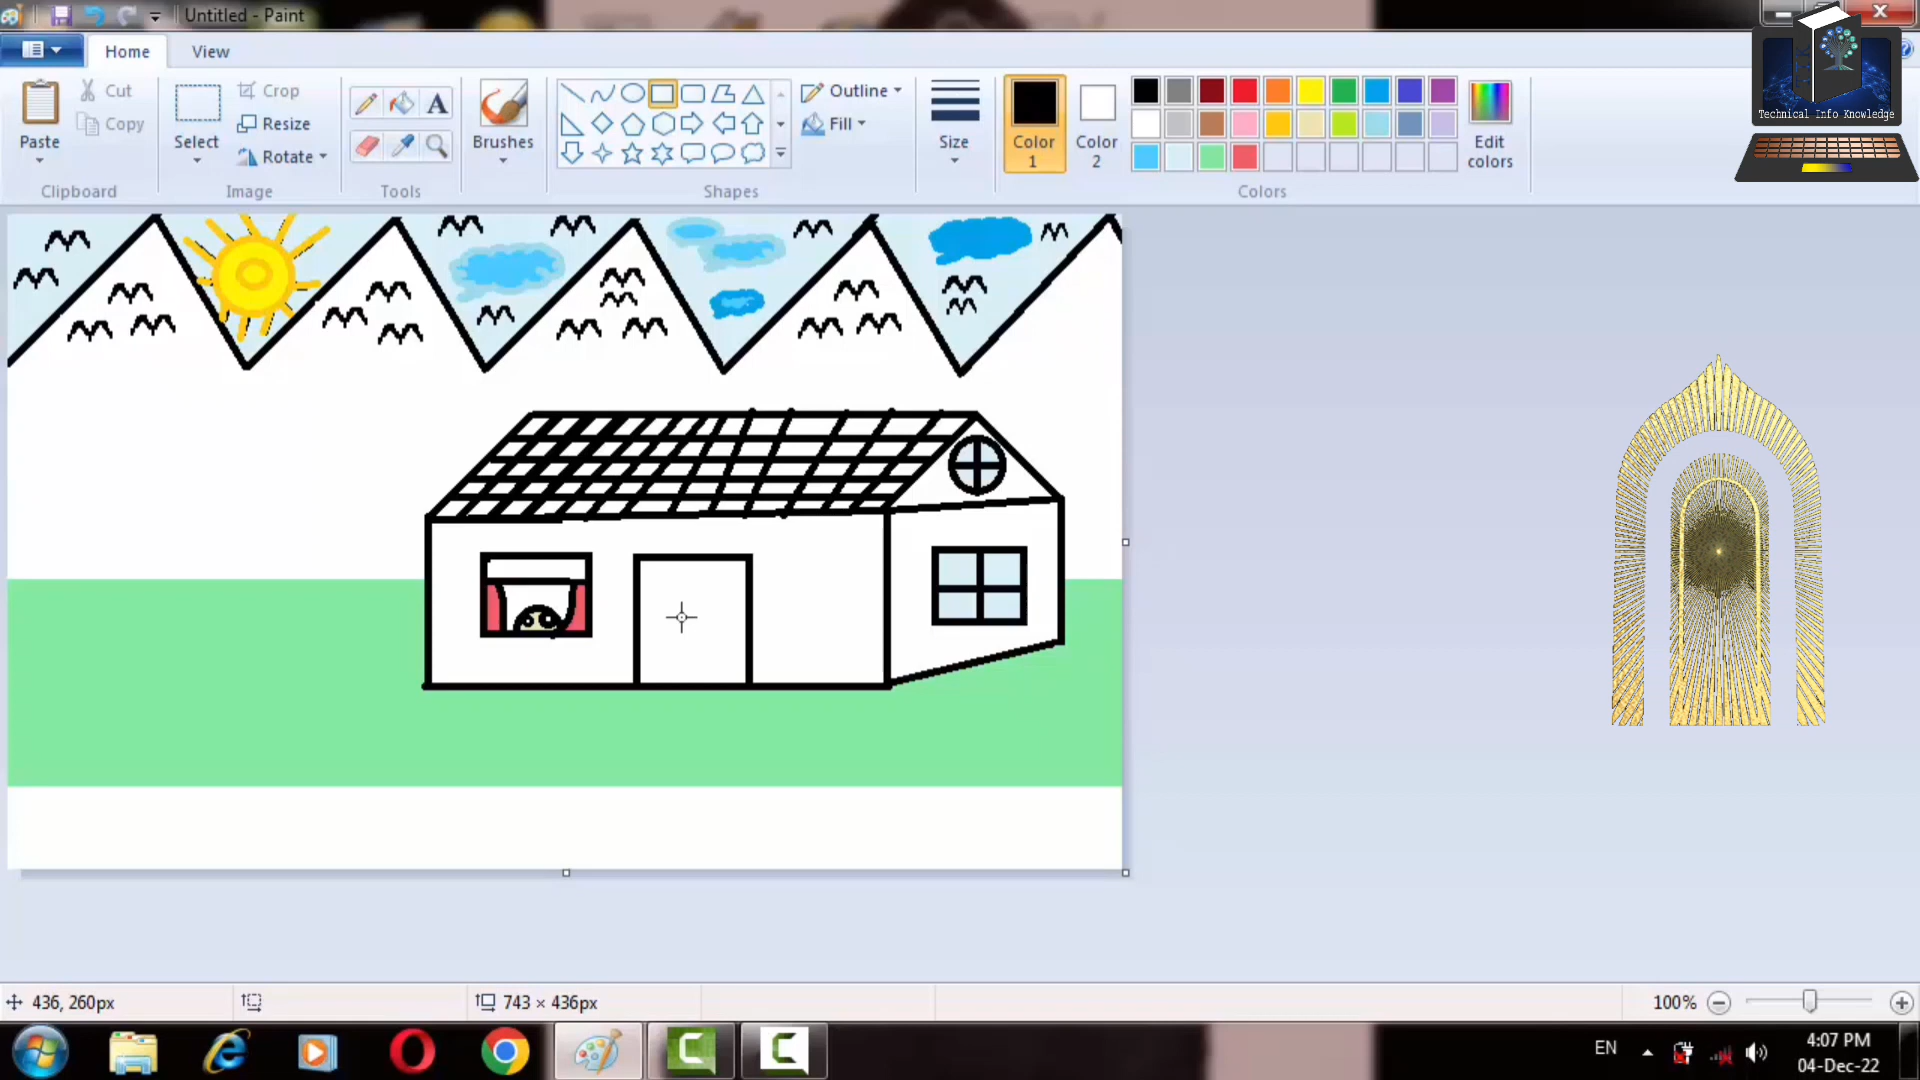 Untitled - Paint
Home
View
Paste
Cut
Copy
Clipboard
Select
Crop
Resize
Rotate
Image
A
Tools
Brushes
Outline
Fill
Shapes
Size
Color
1
Color
2
Edit
colors
Colors
Technical Info Knowledge
436, 260px
743 × 436px
100%
EN
4:07 PM
04-Dec-22